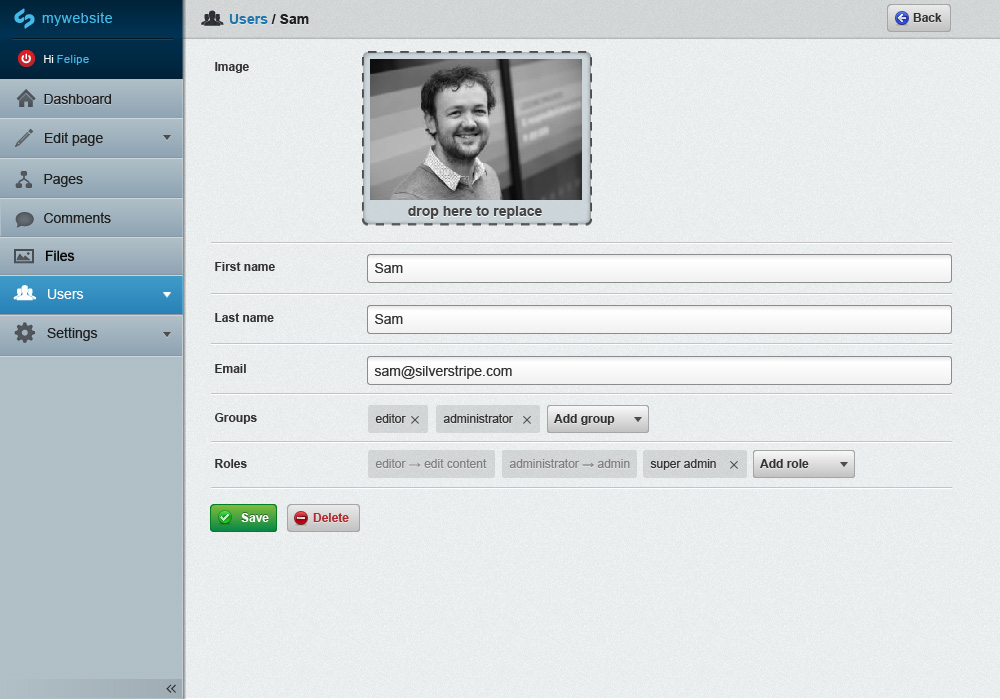 mywebsite
Hi Felipe
Dashboard
Edit page
Pages
Comments
Files
Users
Settings
Users / Sam
Back
Image
drop here to replace
First name
Sam
Last name
Sam
Email
sam@silverstripe.com
Groups
editor ×
administrator ×
Add group
Roles
editor → edit content
administrator → admin
super admin ×
Add role
Save
Delete